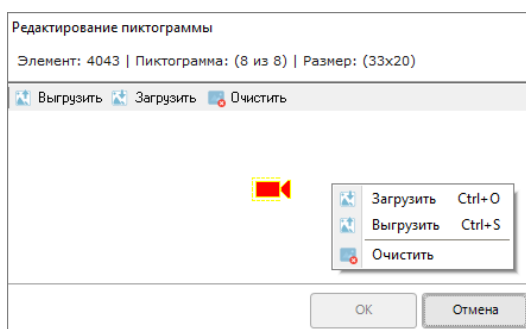 Редактирование пиктограммы
Элемент: 4043 | Пиктограмма: (8 из 8) | Размер: (33x20)
Выгрузить Загрузить Очистить
Загрузить Ctrl+O
Выгрузить Ctrl+S
Очистить
OK Отмена